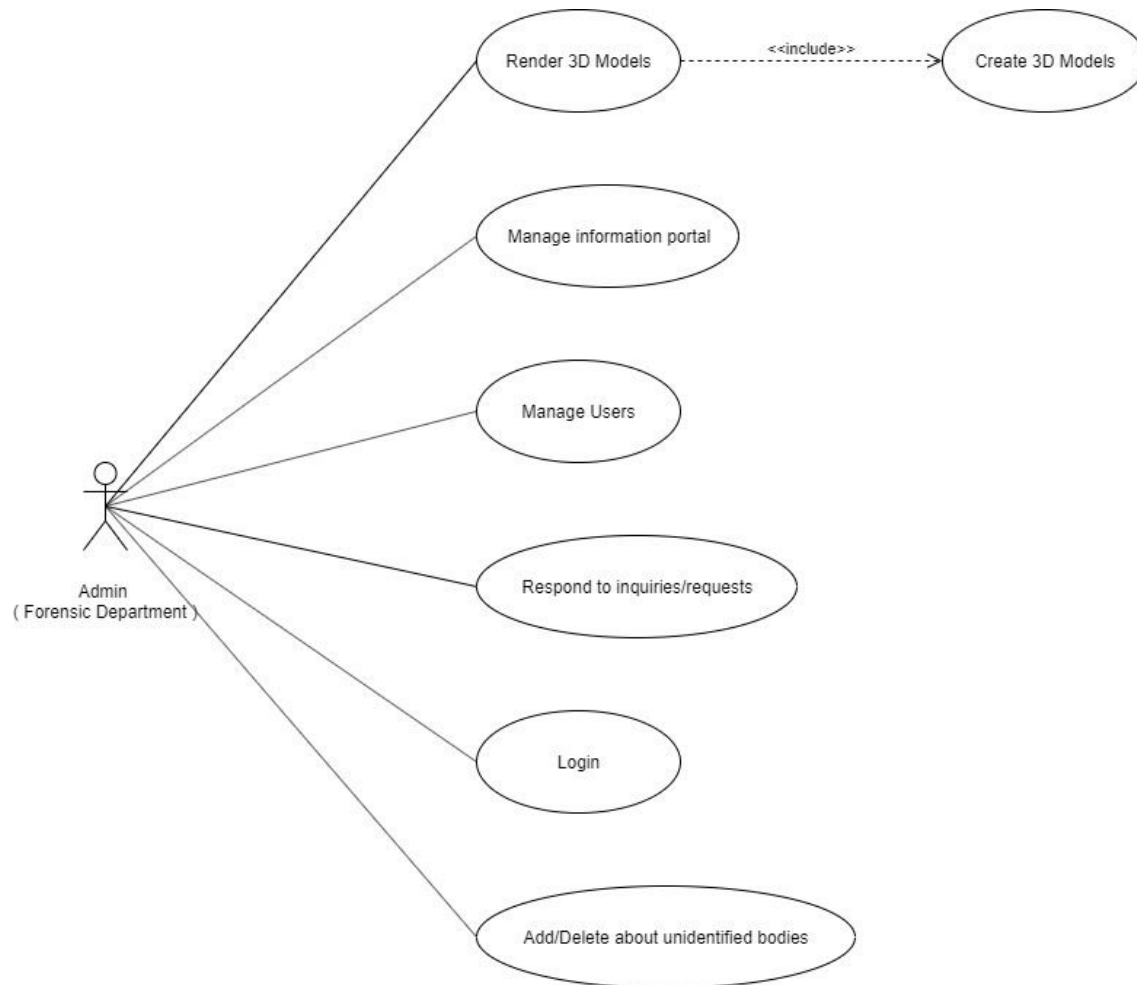 Render 3D Models
<<include>>
Create 3D Models
Manage information portal
Manage Users
Admin
( Forensic Department )
Respond to inquiries/requests
Login
Add/Delete about unidentified bodies